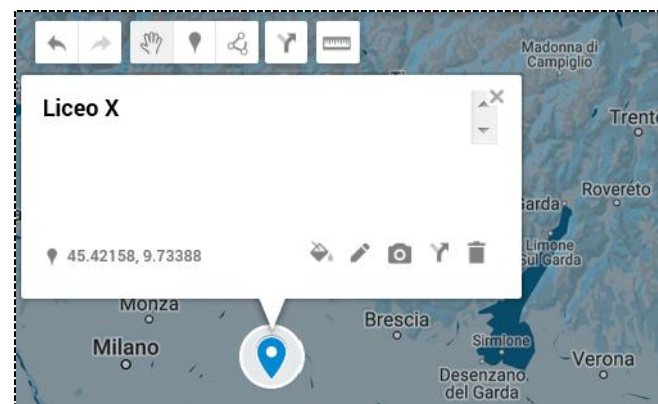 Madonna di
Campiglio
Liceo X
Trento
Rovereto
Garda
Limone
Sul Garda
45.42158, 9.73388
Monza
Brescia
Milano
Sirmione
Verona
Desenzano
del Garda